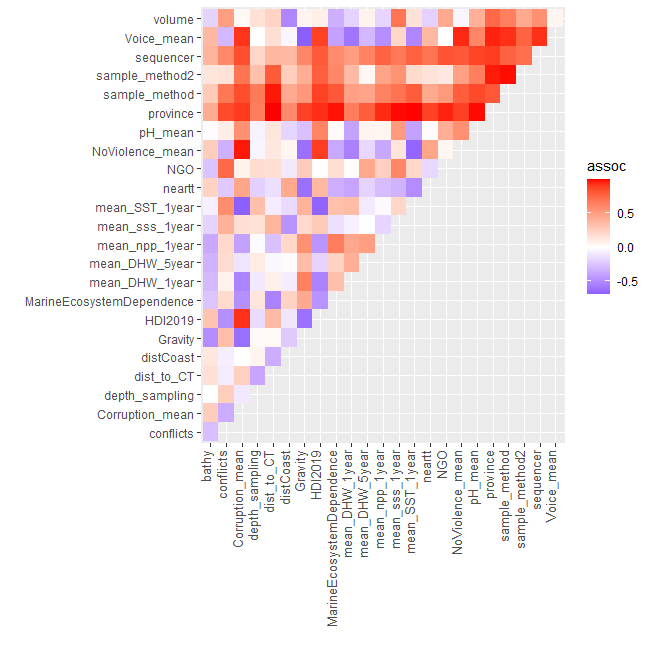 volume
Voice_mean
sequencer
sample_method2
sample_method
province
pH_mean
NoViolence_mean
NGO
neartt
mean_SST_1year
mean_sss_1year
mean_npp_1year
mean_DHW_5year
mean_DHW_1year
MarineEcosystemDependence
HDI2019
Gravity
distCoast
dist_to_CT
depth_sampling
Corruption_mean
conflicts
bathy
conflicts
Corruption_mean
depth_sampling
dist_to_CT
distCoast
Gravity
HDI2019
MarineEcosystemDependence
mean_DHW_1year
mean_DHW_5year
mean_npp_1year
mean_sss_1year
mean_SST_1year
neartt
NGO
NoViolence_mean
pH_mean
province
sample_method
sample_method2
sequencer
Voice_mean
assoc
0.5
0.0
-0.5